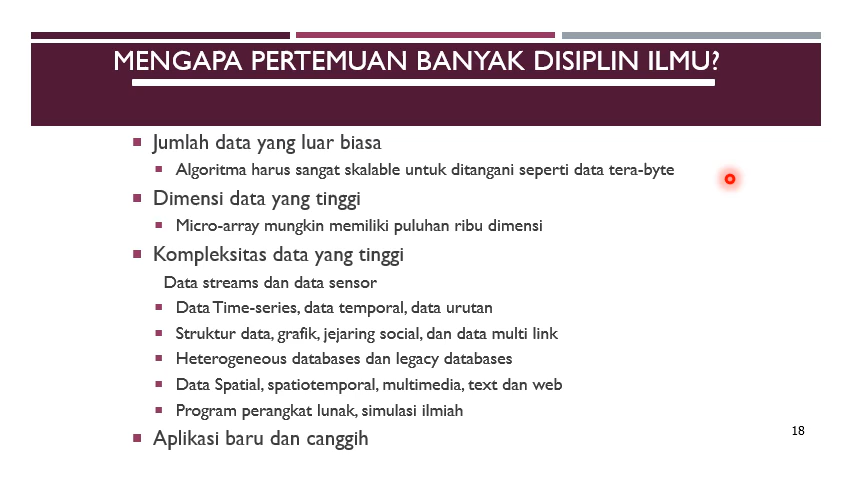 MENGAPA PERTEMUAN BANYAK DISIPLIN ILMU?
Jumlah data yang luar biasa
Algoritma harus sangat skalable untuk ditangani seperti data tera-byte
Dimensi data yang tinggi
Micro-array mungkin memiliki puluhan ribu dimensi
Kompleksitas data yang tinggi
Data streams dan data sensor
Data Time-series, data temporal, data urutan
Struktur data, grafik, jejaring social, dan data multi link
Heterogeneous databases dan legacy databases
Data Spatial, spatiotemporal, multimedia, text dan web
Program perangkat lunak, simulasi ilmiah
Aplikasi baru dan canggih
18